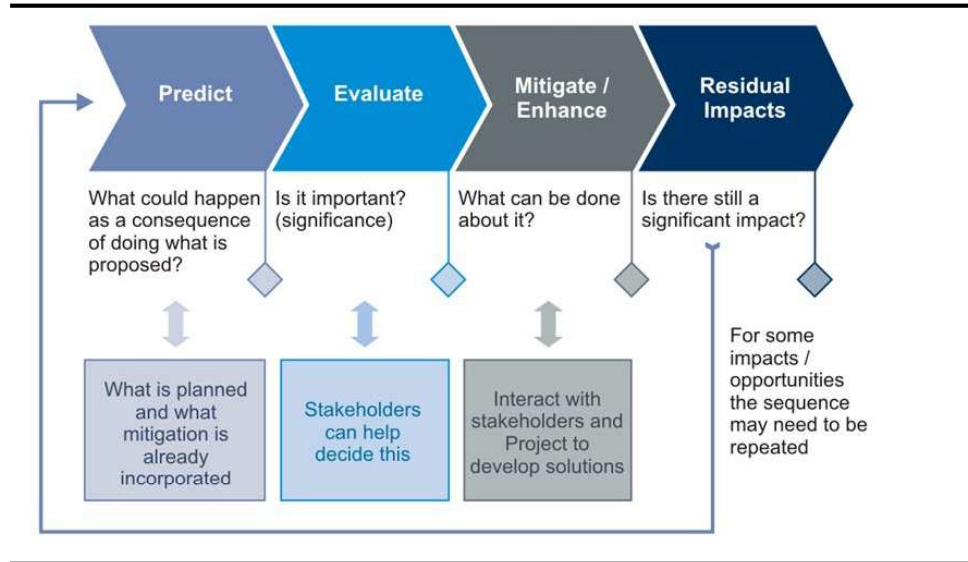 Predict
Evaluate
Mitigate /
Enhance
Residual
Impacts
What could happen
as a consequence
of doing what is
proposed?
Is it important?
(significance)
What can be done
about it?
Is there still a
significant impact?
What is planned
and what
mitigation is
already
incorporated
Stakeholders
can help
decide this
Interact with
stakeholders and
Project to
develop solutions
For some
impacts /
opportunities
the sequence
may need to be
repeated